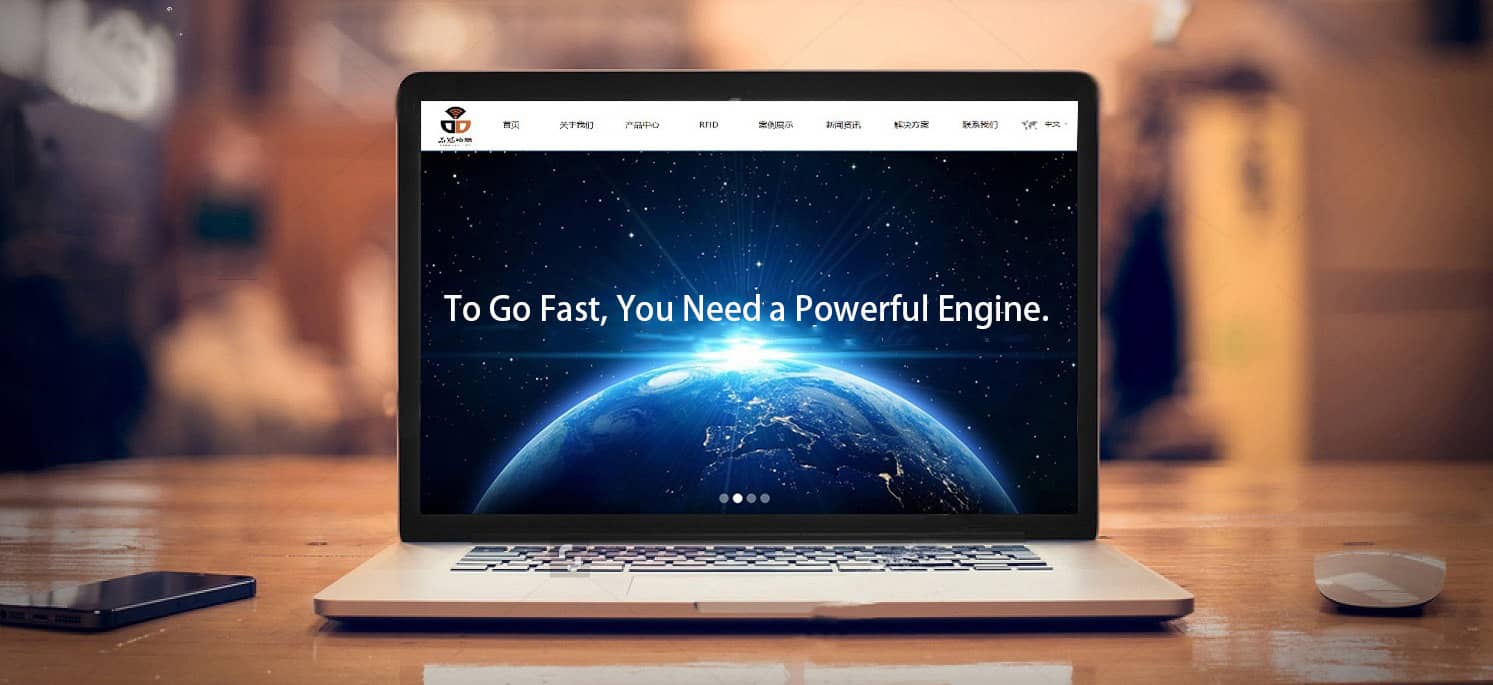 首页 关于我们 产品中心 RFID 案例展示 新闻资讯 解决方案 联系我们 中文
To Go Fast, You Need a Powerful Engine.